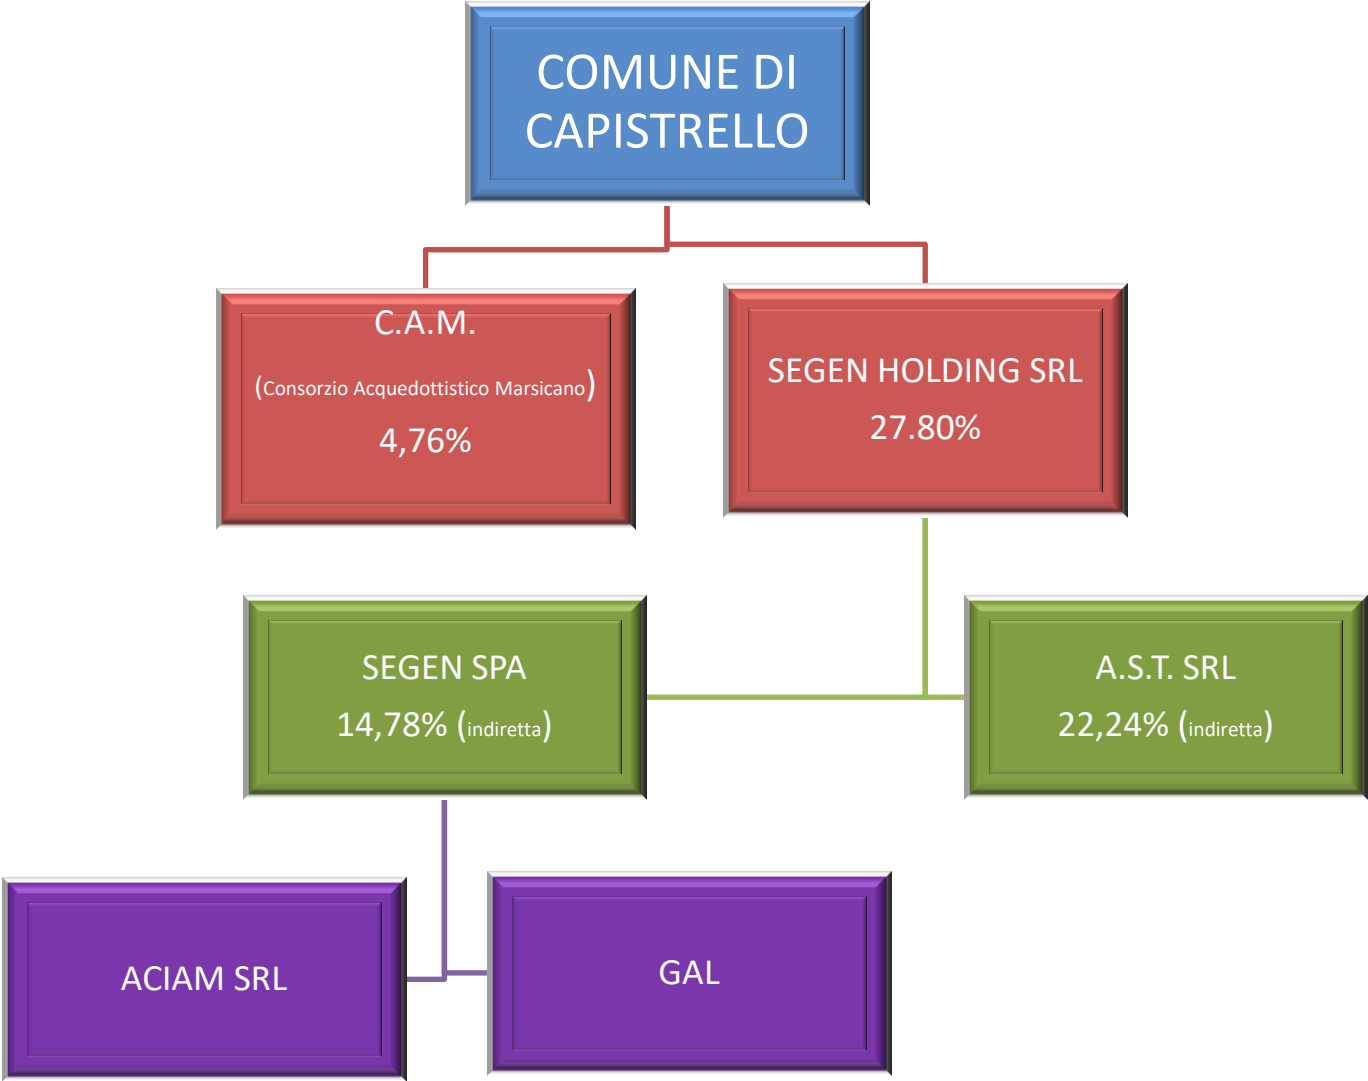 COMUNE DI
CAPISTRELLO
C.A.M.
(Consorzio Acquedottistico Marsicano)
4,76%
SEGEN HOLDING SRL
27.80%
SEGEN SPA
14,78% (indiretta)
A.S.T. SRL
22,24% (indiretta)
ACIAM SRL
GAL